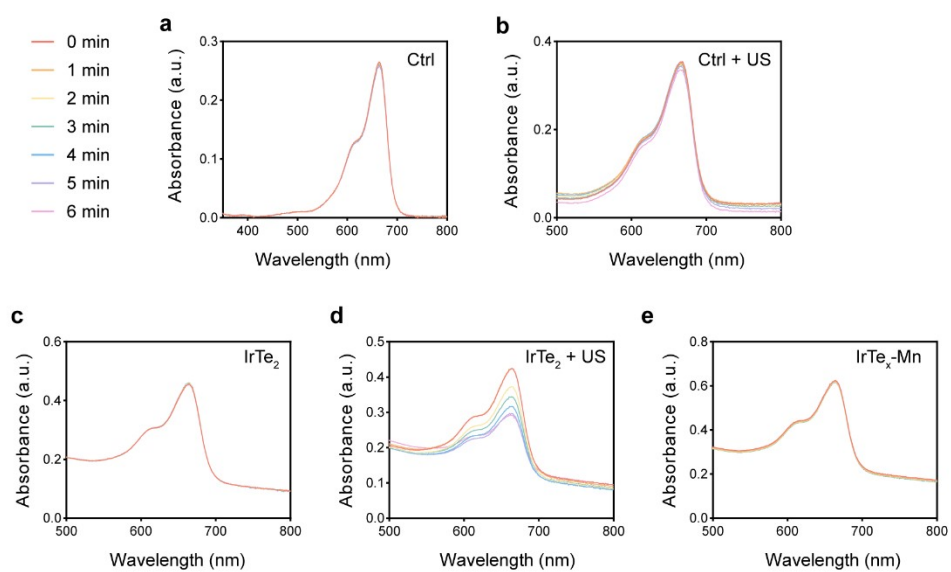 0 min
1 min
2 min
3 min
4 min
5 min
6 min
a
Ctrl
Absorbance (a.u.)
0.3
0.2
0.1
0.0
400 500 600 700 800
Wavelength (nm)
b
Ctrl + US
Absorbance (a.u.)
0.4
0.2
0.0
500 600 700 800
Wavelength (nm)
c
IrTe₂
Absorbance (a.u.)
0.6
0.4
0.2
0.0
500 600 700 800
Wavelength (nm)
d
IrTe₂ + US
Absorbance (a.u.)
0.5
0.4
0.3
0.2
0.1
0.0
500 600 700 800
Wavelength (nm)
e
IrTeₓ-Mn
Absorbance (a.u.)
0.8
0.6
0.4
0.2
0.0
500 600 700 800
Wavelength (nm)